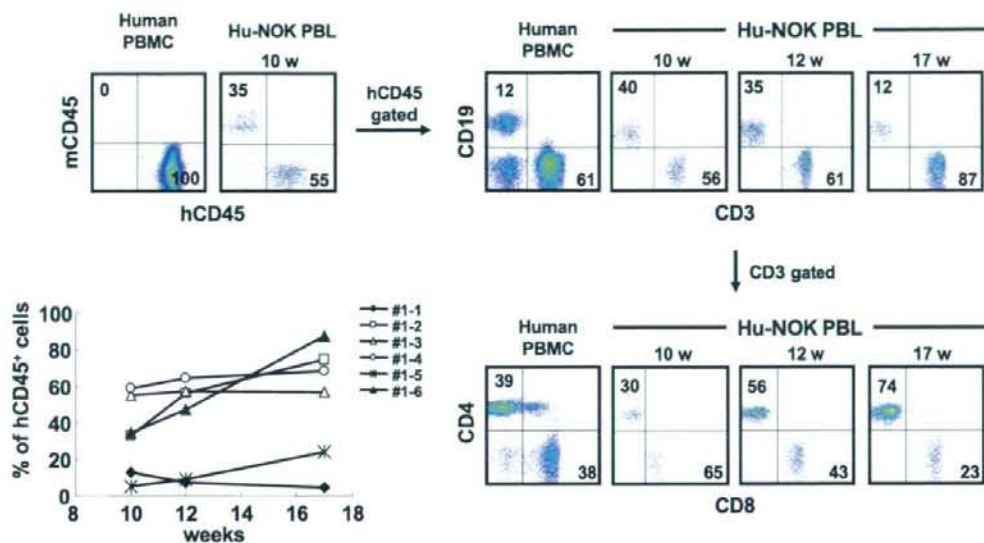 Human PBMC
Hu-NOK PBL
10 w
mCD45
0
100
35
55
hCD45
hCD45 gated
Human PBMC
Hu-NOK PBL
10 w
12 w
17 w
CD19
12
61
40
56
35
61
12
87
CD3
CD3 gated
% of hCD45+ cells
100
80
60
40
20
0
8
10
12
14
16
18
weeks
#1-1
#1-2
#1-3
#1-4
#1-5
#1-6
Human PBMC
Hu-NOK PBL
10 w
12 w
17 w
CD4
39
38
30
65
56
43
74
23
CD8